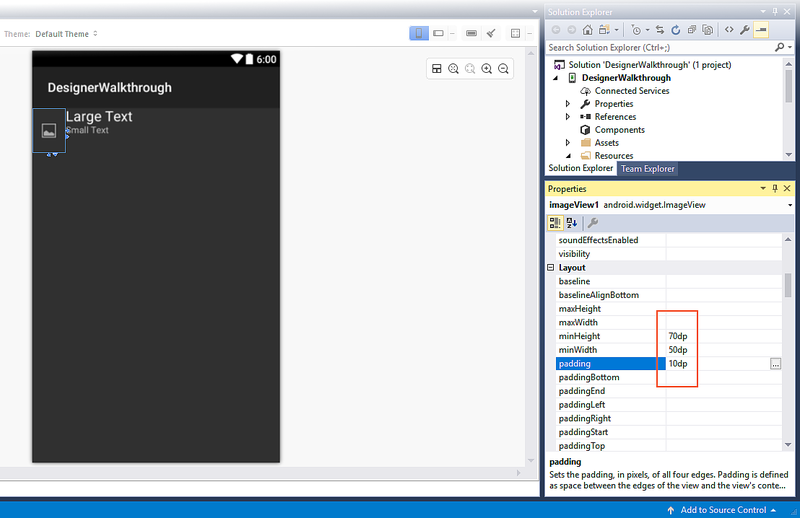 Theme: Default Theme
6:00
DesignerWalkthrough
Large Text
Small Text
Solution Explorer
Search Solution Explorer (Ctrl+;)
Solution 'DesignerWalkthrough' (1 project)
DesignerWalkthrough
Connected Services
Properties
References
Components
Assets
Resources
Solution Explorer Team Explorer
Properties
imageView1 android.widget.ImageView
soundEffectsEnabled
visibility
Layout
baseline
baselineAlignBottom
maxHeight
maxWidth
minHeight 70dp
minWidth 50dp
padding 10dp ...
paddingBottom
paddingEnd
paddingLeft
paddingRight
paddingStart
paddingTop
padding
Sets the padding, in pixels, of all four edges. Padding is defined
as space between the edges of the view and the view's conte...
Add to Source Control